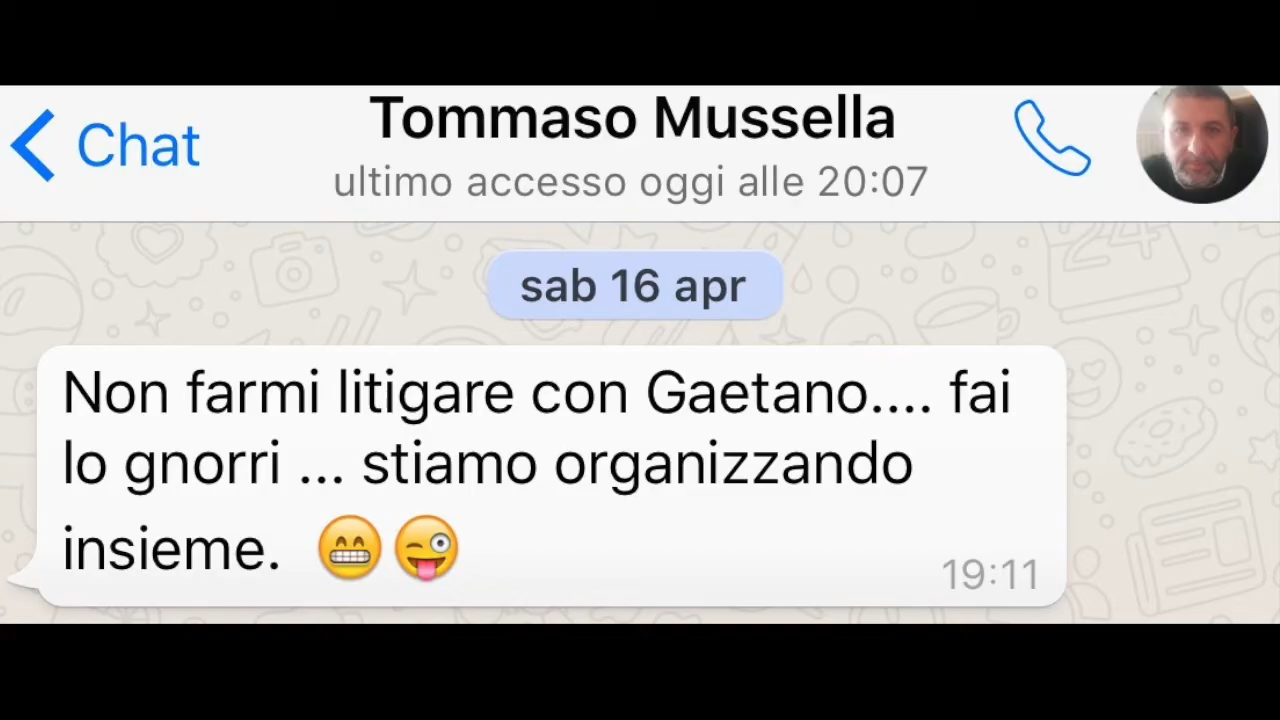 Chat
Tommaso Mussella
ultimo accesso oggi alle 20:07
sab 16 apr
Non farmi litigare con Gaetano.... fai
lo gnorri ... stiamo organizzando
insieme. 😁😜
19:11